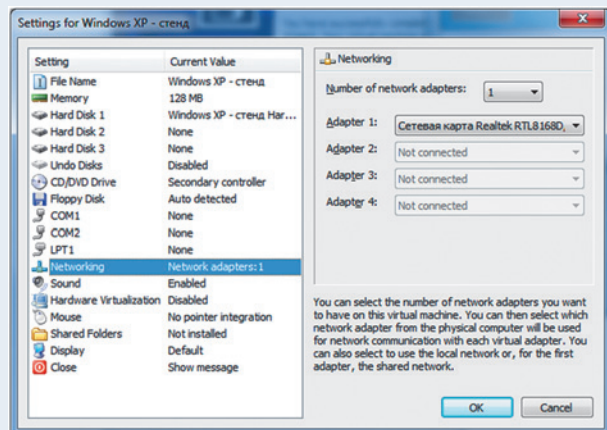 Settings for Windows XP - стенд
Setting Current Value
File Name Windows XP - стенд
Memory 128 MB
Hard Disk 1 Windows XP - стенд Har...
Hard Disk 2 None
Hard Disk 3 None
Undo Disks Disabled
CD/DVD Drive Secondary controller
Floppy Disk Auto detected
COM1 None
COM2 None
LPT1 None
Networking Network adapters:1
Sound Enabled
Hardware Virtualization Disabled
Mouse No pointer integration
Shared Folders Not installed
Display Default
Close Show message
Networking
Number of network adapters: 1
Adapter 1: Сетевая карта Realtek RTL8168D,
Adapter 2: Not connected
Adapter 3: Not connected
Adapter 4: Not connected
You can select the number of network adapters you want
to have on this virtual machine. You can then select which
network adapter from the physical computer will be used
for network communication with each virtual adapter. You
can also select to use the local network or, for the first
adapter, the shared network.
OK Cancel